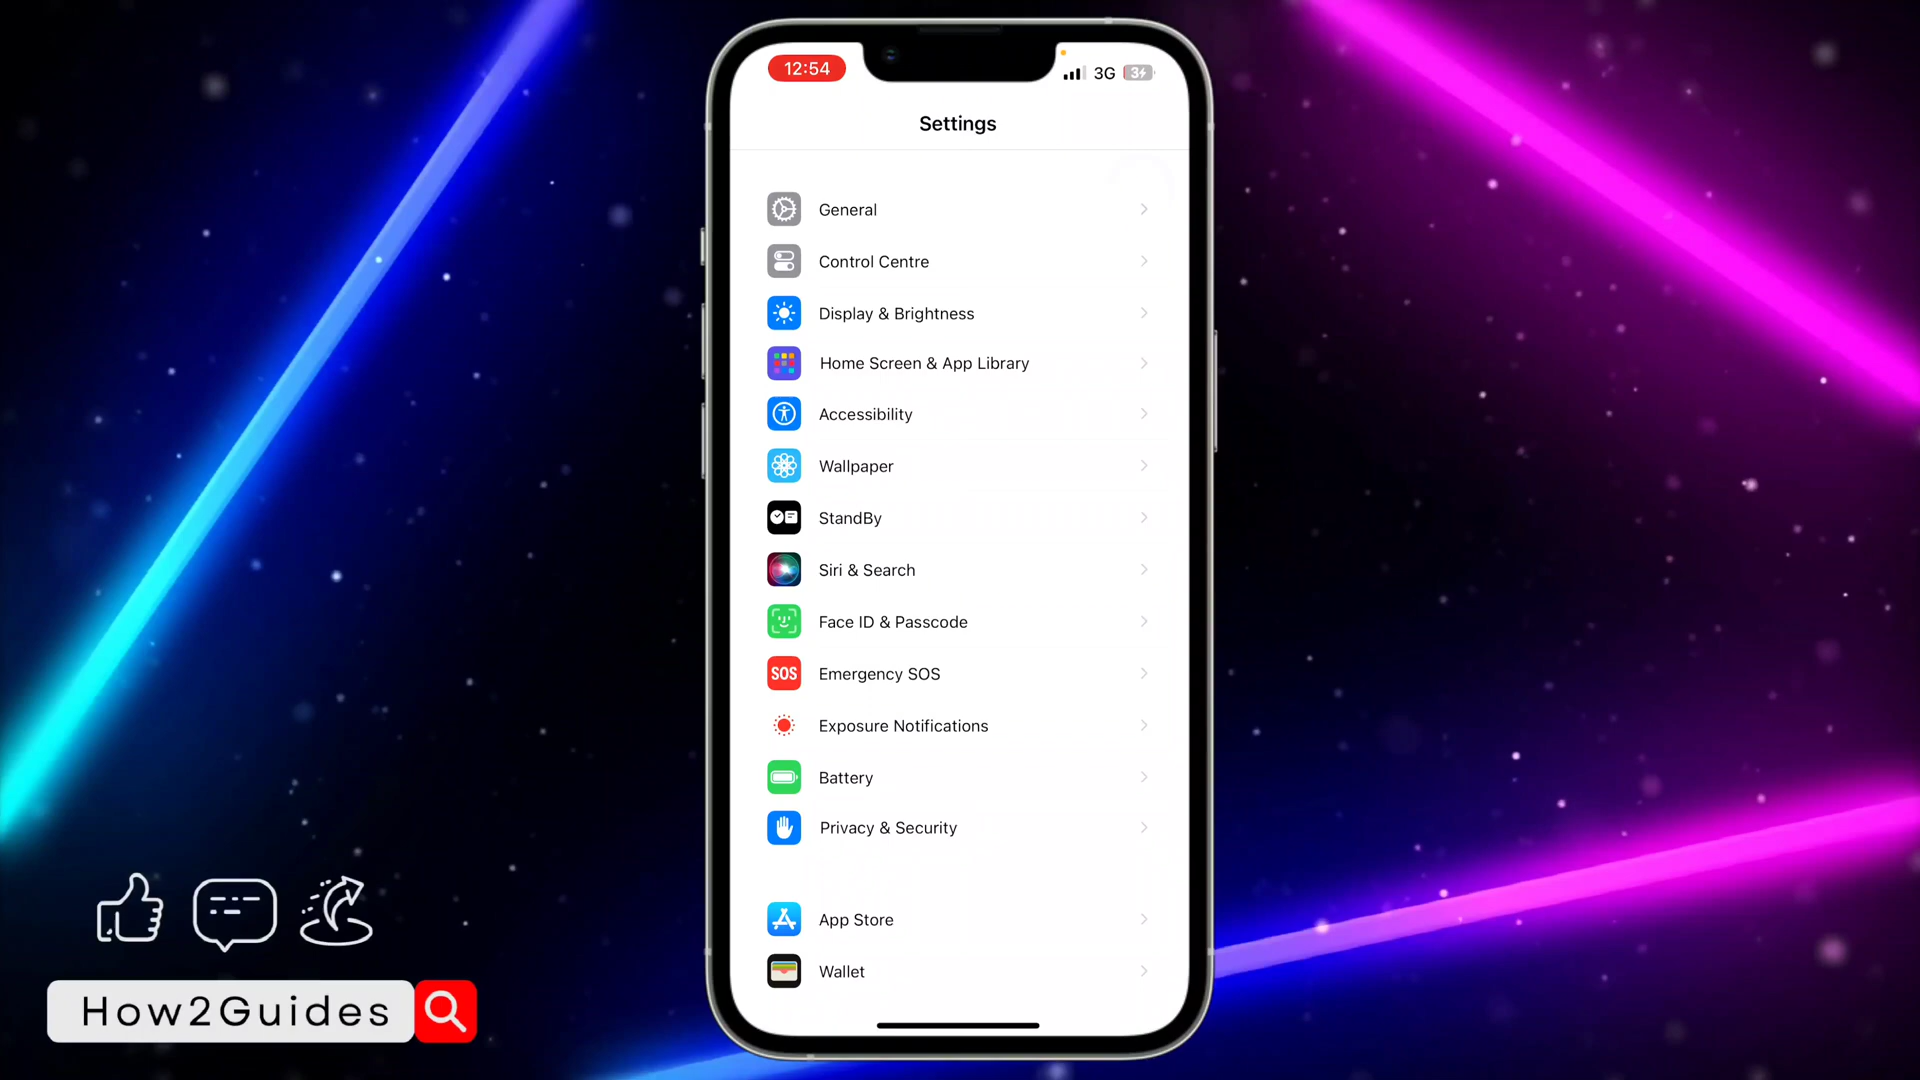 12:54
3G 3
Settings
General
Control Centre
Display & Brightness
Home Screen & App Library
Accessibility
Wallpaper
StandBy
Siri & Search
Face ID & Passcode
SOS Emergency SOS
Exposure Notifications
Battery
Privacy & Security
App Store
Wallet
How2Guides